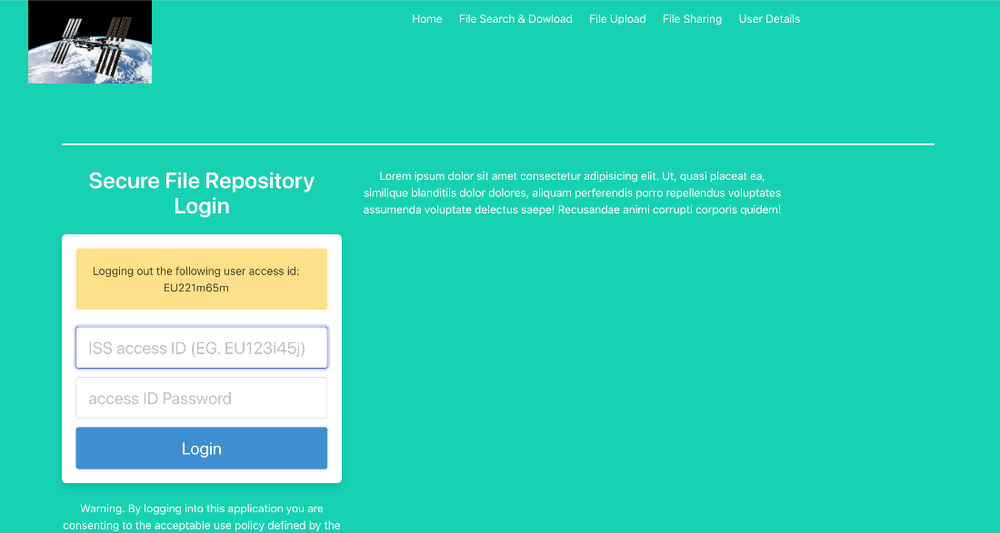 Home File Search & Dowload File Upload File Sharing User Details
Secure File Repository
Login
Lorem ipsum dolor sit amet consectetur adipisicing elit. Ut, quasi placeat ea,
similique blanditiis dolor dolores, aliquam perferendis porro repellendus voluptates
assumenda voluptate delectus saepe! Recusandae animi corrupti corporis quidem!
Logging out the following user access id:
EU221m65m
ISS access ID (EG. EU123i45j)
access ID Password
Login
Warning. By logging into this application you are
consenting to the acceptable use policy defined by the